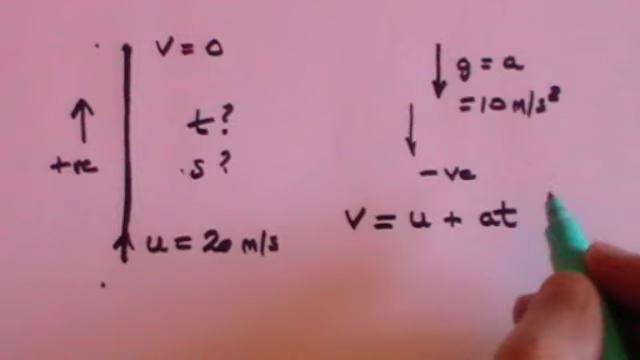 v = 0
t?
s?
+ve
u = 20 m/s
g = a
= 10 m/s²
-ve
v = u + at